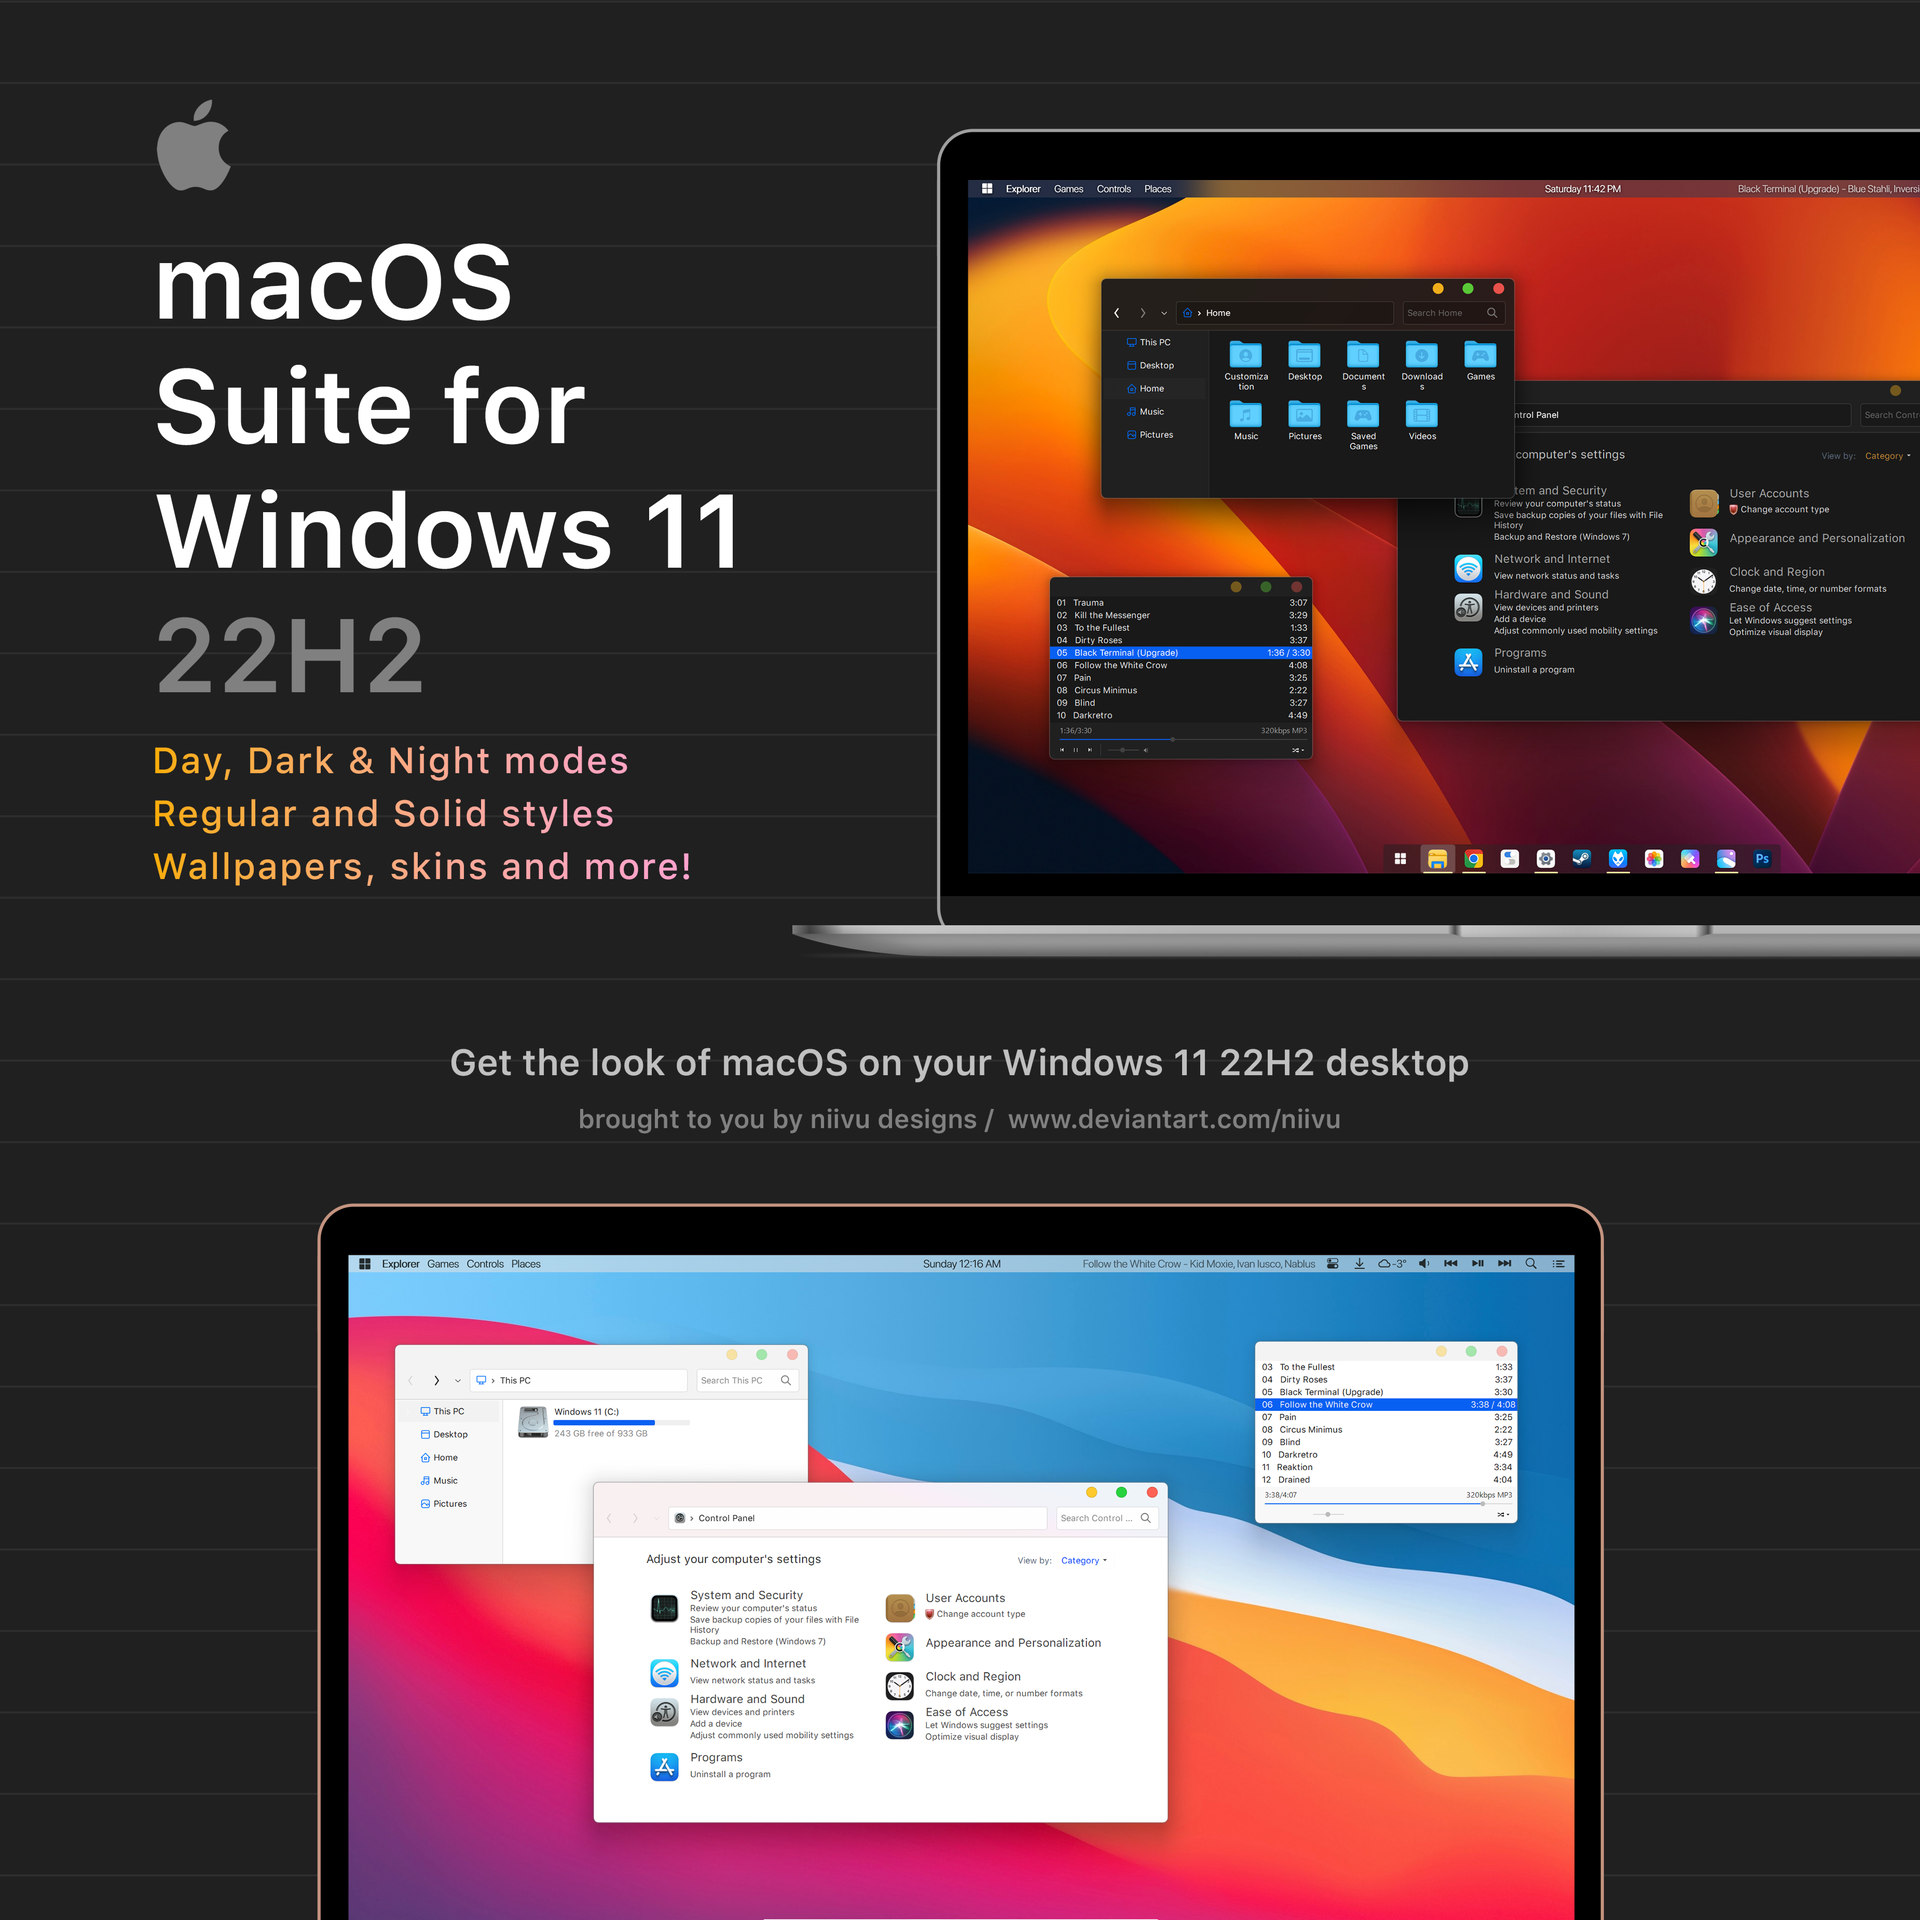 macOS
Suite for
Windows 11
22H2
Day, Dark & Night modes
Regular and Solid styles
Wallpapers, skins and more!
Explorer Games Controls Places
Saturday 11:42 PM
Black Terminal (Upgrade) - Blue Stahli, Inversi
Home
Search Home
This PC
Desktop
Home
Music
Pictures
Customiza
tion
Desktop
Document
s
Download
s
Games
Music
Pictures
Saved
Games
Videos
ntrol Panel
Search Contr
computer's settings
View by: Category
tem and Security
Review your computer's status
Save backup copies of your files with File
History
Backup and Restore (Windows 7)
Network and Internet
View network status and tasks
Hardware and Sound
View devices and printers
Add a device
Adjust commonly used mobility settings
Programs
Uninstall a program
User Accounts
Change account type
Appearance and Personalization
Clock and Region
Change date, time, or number formats
Ease of Access
Let Windows suggest settings
Optimize visual display
01 Trauma 3:07
02 Kill the Messenger 3:29
03 To the Fullest 1:33
04 Dirty Roses 3:37
05 Black Terminal (Upgrade) 1:36 / 3:30
06 Follow the White Crow 4:08
07 Pain 3:25
08 Circus Minimus 2:22
09 Blind 3:27
10 Darkretro 4:49
1:36/3:30 320kbps MP3
Ps
Get the look of macOS on your Windows 11 22H2 desktop
brought to you by niivu designs / www.deviantart.com/niivu
Explorer Games Controls Places
Sunday 12:16 AM
Follow the White Crow - Kid Moxie, Ivan Iusco, Nablus
-3°
This PC
Search This PC
This PC
Desktop
Home
Music
Pictures
Windows 11 (C:)
243 GB free of 933 GB
03 To the Fullest 1:33
04 Dirty Roses 3:37
05 Black Terminal (Upgrade) 3:30
06 Follow the White Crow 3:38 / 4:08
07 Pain 3:25
08 Circus Minimus 2:22
09 Blind 3:27
10 Darkretro 4:49
11 Reaktion 3:34
12 Drained 4:04
3:38/4:07 320kbps MP3
Control Panel
Search Control ...
Adjust your computer's settings
View by: Category
System and Security
Review your computer's status
Save backup copies of your files with File
History
Backup and Restore (Windows 7)
Network and Internet
View network status and tasks
Hardware and Sound
View devices and printers
Add a device
Adjust commonly used mobility settings
Programs
Uninstall a program
User Accounts
Change account type
Appearance and Personalization
Clock and Region
Change date, time, or number formats
Ease of Access
Let Windows suggest settings
Optimize visual display